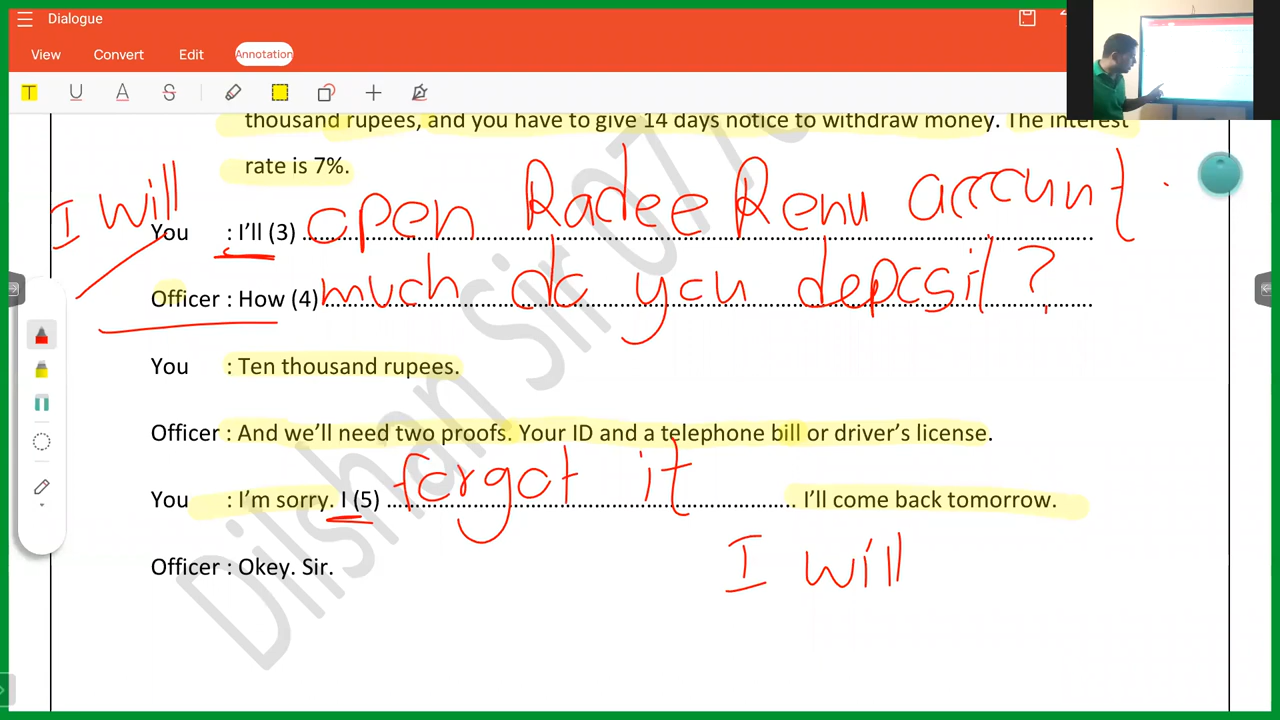 Dialogue
View Convert Edit Annotation
T U A S
thousand rupees, and you have to give 14 days notice to withdraw money. The interest
rate is 7%.
I will
You : I'll (3) open Radee Renu account.
Officer : How (4) much do you deposit?
You : Ten thousand rupees.
Officer : And we'll need two proofs. Your ID and a telephone bill or driver's license.
You : I'm sorry. I (5) forgot it I'll come back tomorrow.
I will
Officer : Okey. Sir.
Dilshan Sir 077